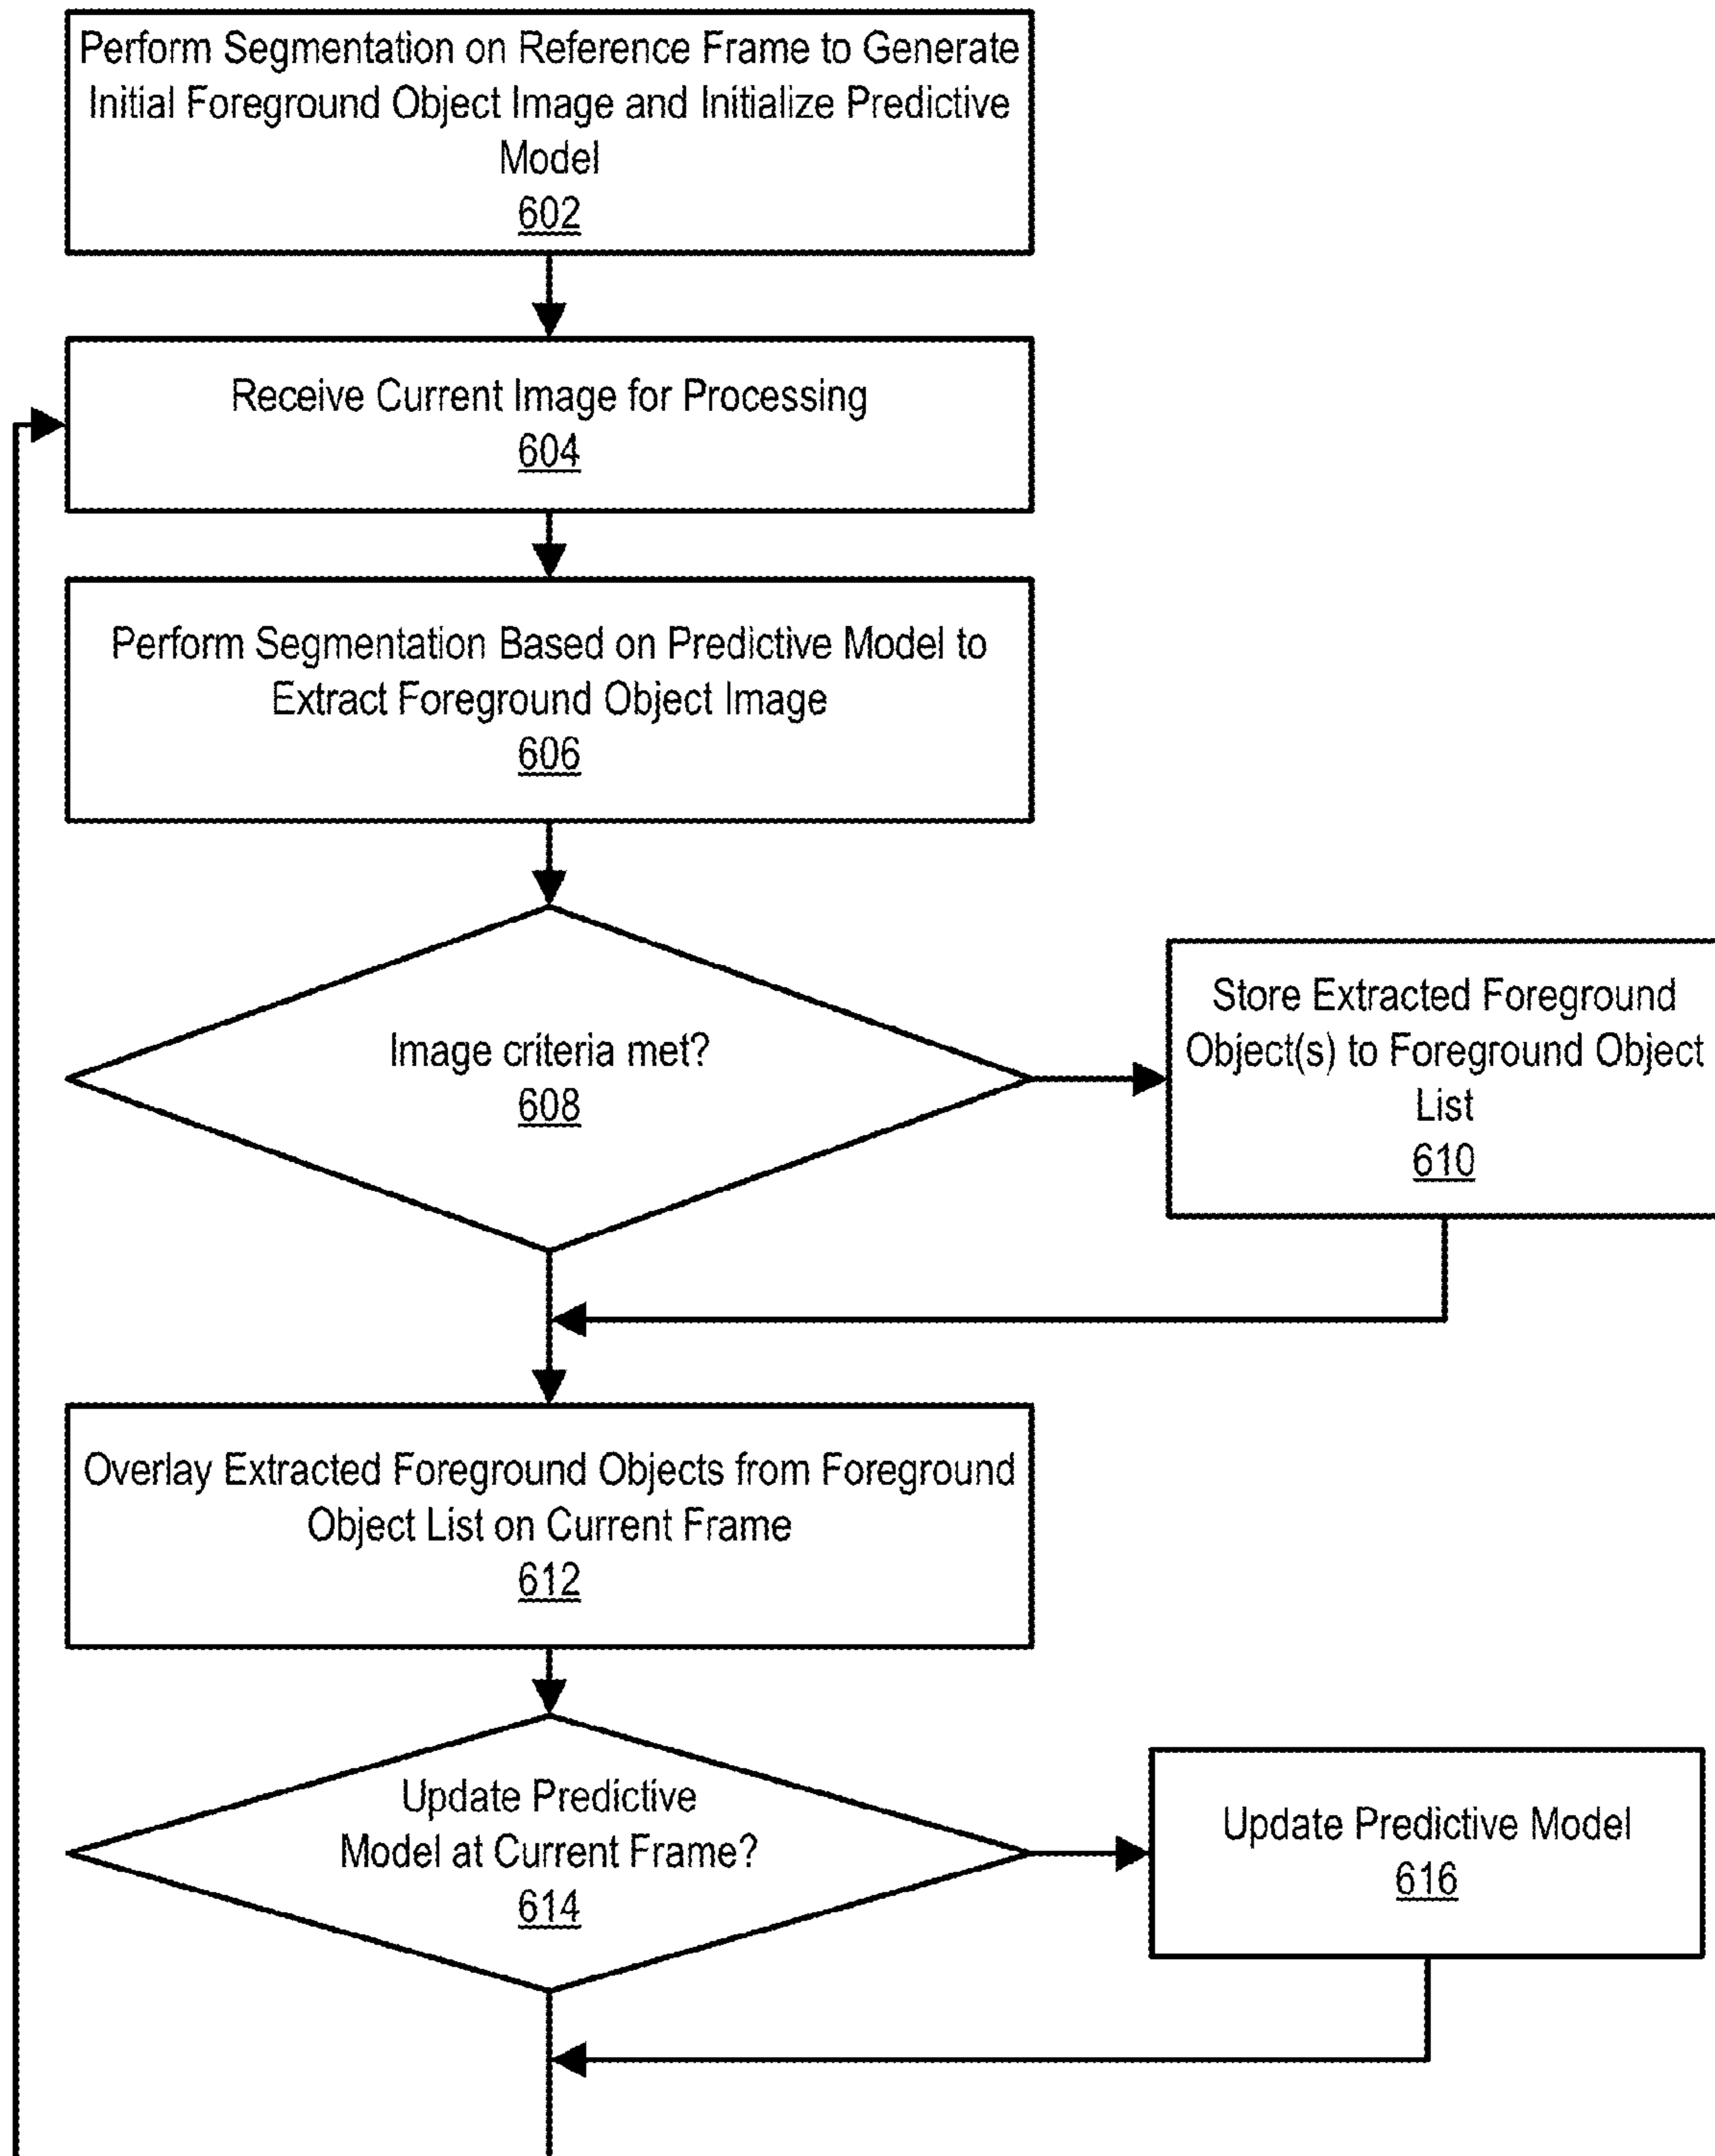 Perform Segmentation on Reference Frame to Generate
Initial Foreground Object Image and Initialize Predictive
Model
602
Receive Current Image for Processing
604
Perform Segmentation Based on Predictive Model to
Extract Foreground Object Image
606
Image criteria met?
608
Store Extracted Foreground
Object(s) to Foreground Object
List
610
Overlay Extracted Foreground Objects from Foreground
Object List on Current Frame
612
Update Predictive
Model at Current Frame?
614
Update Predictive Model
616